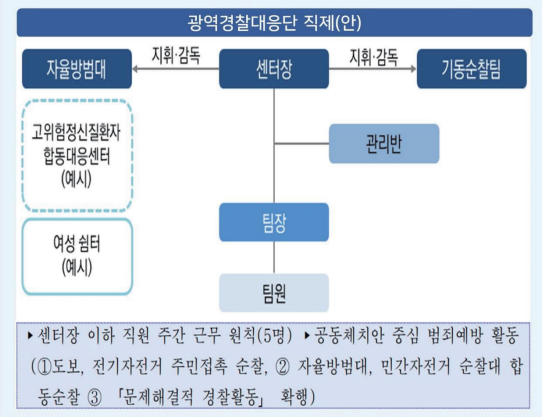 광역경찰대응단 직제(안)
자율방범대
지휘·감독
센터장
지휘·감독
기동순찰팀
고위험정신질환자
합동대응센터
(예시)
관리반
여성 쉼터
(예시)
팀장
팀원
▸센터장 이하 직원 주간 근무 원칙(5명) ▸공동체치안 중심 범죄예방 활동
(①도보, 전기자전거 주민접촉 순찰, ② 자율방범대, 민간자전거 순찰대 합
동순찰 ③ 「문제해결적 경찰활동」 확행)